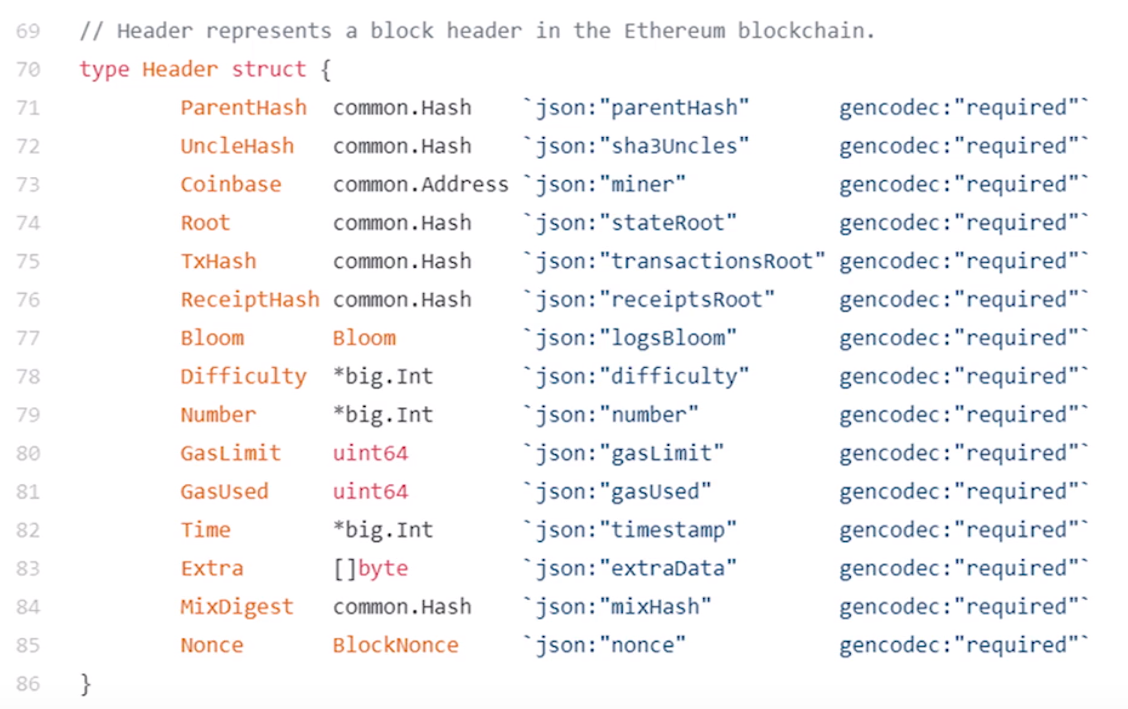 69 // Header represents a block header in the Ethereum blockchain.
70 type Header struct {
71 ParentHash common.Hash `json:"parentHash" gencodec:"required"`
72 UncleHash common.Hash `json:"sha3Uncles" gencodec:"required"`
73 Coinbase common.Address `json:"miner" gencodec:"required"`
74 Root common.Hash `json:"stateRoot" gencodec:"required"`
75 TxHash common.Hash `json:"transactionsRoot" gencodec:"required"`
76 ReceiptHash common.Hash `json:"receiptsRoot" gencodec:"required"`
77 Bloom Bloom `json:"logsBloom" gencodec:"required"`
78 Difficulty *big.Int `json:"difficulty" gencodec:"required"`
79 Number *big.Int `json:"number" gencodec:"required"`
80 GasLimit uint64 `json:"gasLimit" gencodec:"required"`
81 GasUsed uint64 `json:"gasUsed" gencodec:"required"`
82 Time *big.Int `json:"timestamp" gencodec:"required"`
83 Extra []byte `json:"extraData" gencodec:"required"`
84 MixDigest common.Hash `json:"mixHash" gencodec:"required"`
85 Nonce BlockNonce `json:"nonce" gencodec:"required"`
86 }